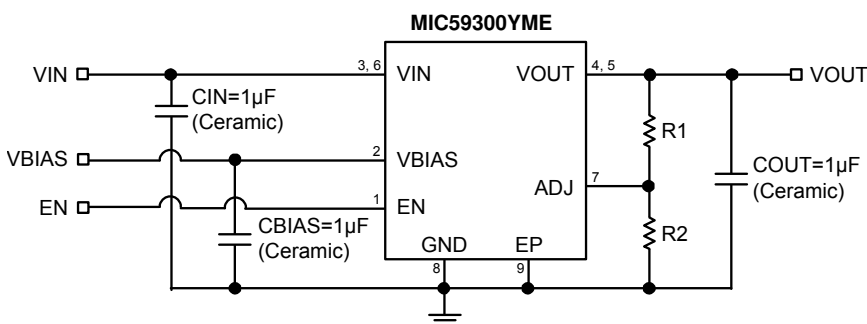 MIC59300YME
VIN
3, 6
VIN
VOUT
4, 5
VOUT
CIN=1µF
(Ceramic)
R1
VBIAS
2
VBIAS
COUT=1µF
(Ceramic)
ADJ
7
EN
1
EN
CBIAS=1µF
(Ceramic)
R2
GND
EP
8
9